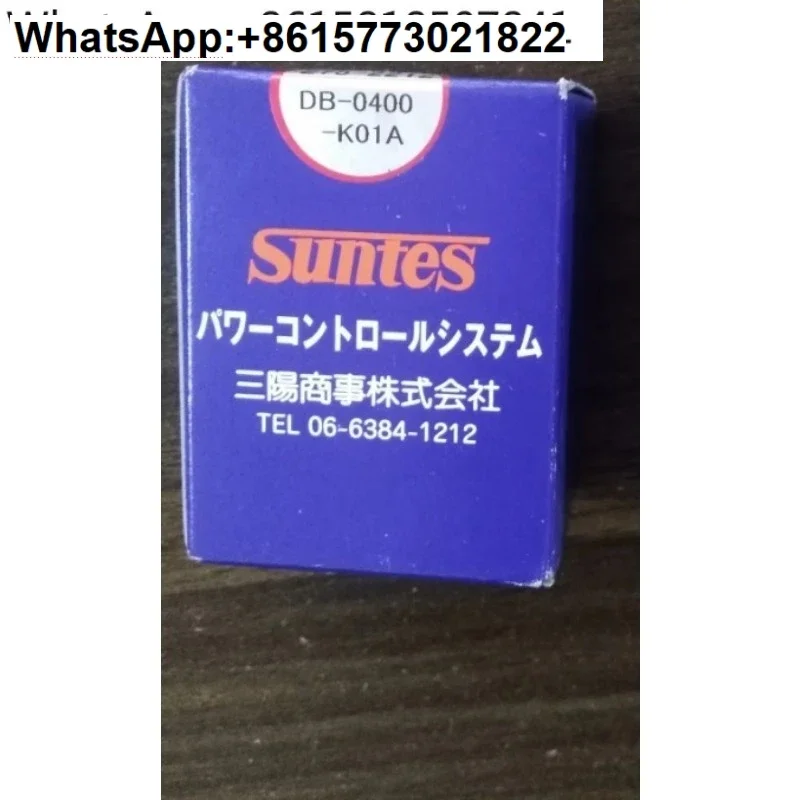 WhatsApp:+8615773021822
DB-0400
-K01A
Suntes
パワーコントロールシステム
三陽商事株式会社
TEL 06-6384-1212